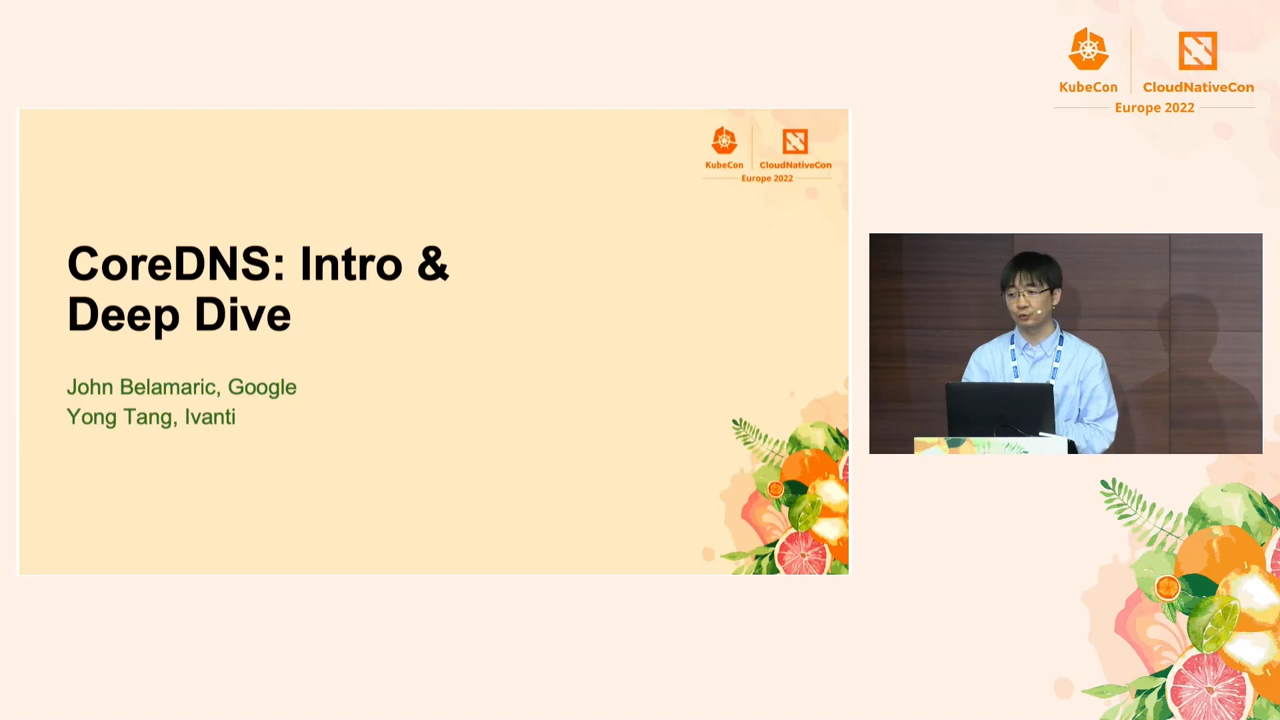 KubeCon
CloudNativeCon
Europe 2022
KubeCon
CloudNativeCon
Europe 2022
CoreDNS: Intro &
Deep Dive
John Belamaric, Google
Yong Tang, Ivanti